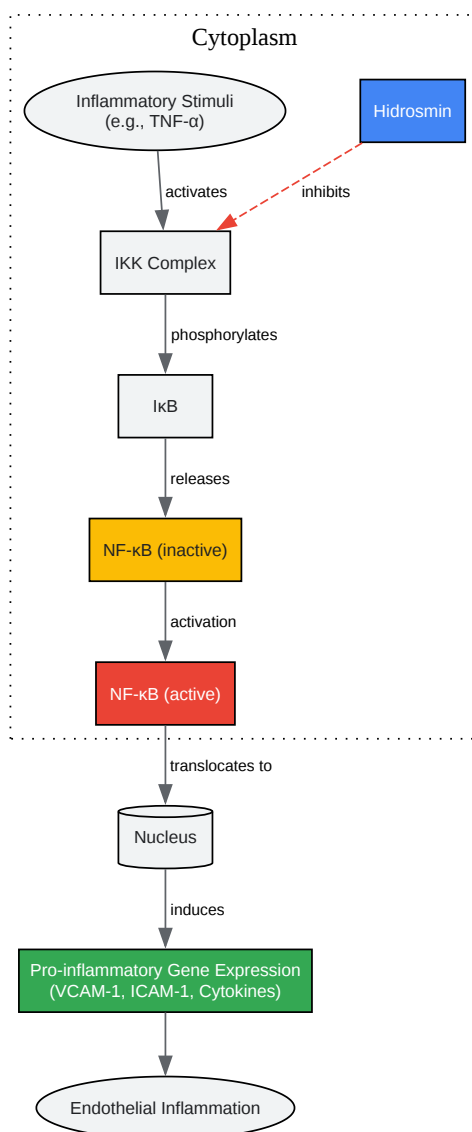 Cytoplasm
Inflammatory Stimuli
(e.g., TNF-α)
Hidrosmin
activates
inhibits
IKK Complex
phosphorylates
IκB
releases
NF-κB (inactive)
activation
NF-κB (active)
translocates to
Nucleus
induces
Pro-inflammatory Gene Expression
(VCAM-1, ICAM-1, Cytokines)
Endothelial Inflammation